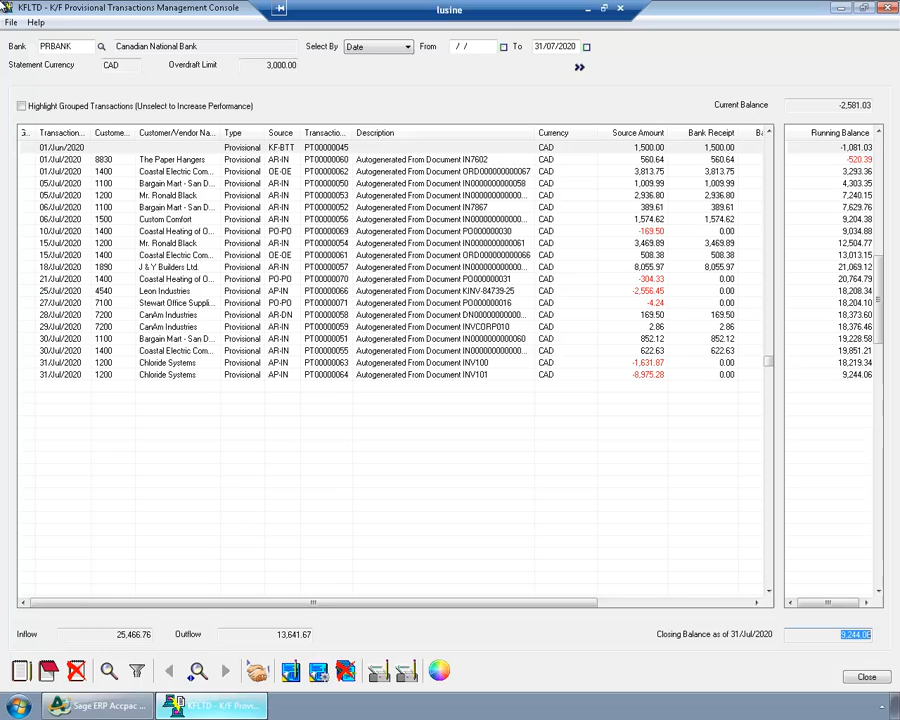 KFLTD - K/F Provisional Transactions Management Console
lusine
File Help
Bank PRBANK Canadian National Bank Select By Date From / / To 31/07/2020
Statement Currency CAD Overdraft Limit 3,000.00
Highlight Grouped Transactions (Unselect to Increase Performance) Current Balance -2,581.03
G.. Transaction... Custome... Customer/Vendor Na... Type Source Transactio... Description Currency Source Amount Bank Receipt Ba Running Balance
01/Jun/2020 Provisional KF-BTT PT00000045 CAD 1,500.00 1,500.00 -1,081.03
01/Jul/2020 8830 The Paper Hangers Provisional AR-IN PT00000060 Autogenerated From Document IN7602 CAD 560.64 560.64 -520.39
01/Jul/2020 1400 Coastal Electric Com... Provisional OE-OE PT00000062 Autogenerated From Document ORD000000000067 CAD 3,813.75 3,813.75 3,293.36
05/Jul/2020 1100 Bargain Mart - San D... Provisional AR-IN PT00000050 Autogenerated From Document IN0000000000058 CAD 1,009.99 1,009.99 4,303.35
05/Jul/2020 1200 Mr. Ronald Black Provisional AR-IN PT00000053 Autogenerated From Document IN00000000000... CAD 2,936.80 2,936.80 7,240.15
06/Jul/2020 1100 Bargain Mart - San D... Provisional AR-IN PT00000052 Autogenerated From Document IN7867 CAD 389.61 389.61 7,629.76
06/Jul/2020 1500 Custom Comfort Provisional AR-IN PT00000056 Autogenerated From Document IN00000000000... CAD 1,574.62 1,574.62 9,204.38
10/Jul/2020 1400 Coastal Heating of O... Provisional PO-PO PT00000069 Autogenerated From Document PO000000030 CAD -169.50 0.00 9,034.88
15/Jul/2020 1200 Mr. Ronald Black Provisional AR-IN PT00000054 Autogenerated From Document IN0000000000061 CAD 3,469.89 3,469.89 12,504.77
15/Jul/2020 1400 Coastal Electric Com... Provisional OE-OE PT00000061 Autogenerated From Document ORD000000000066 CAD 508.38 508.38 13,013.15
18/Jul/2020 1890 J & Y Builders Ltd. Provisional AR-IN PT00000057 Autogenerated From Document IN00000000000... CAD 8,055.97 8,055.97 21,069.12
21/Jul/2020 1400 Coastal Heating of O... Provisional PO-PO PT00000070 Autogenerated From Document PO000000031 CAD -304.33 0.00 20,764.79
25/Jul/2020 4540 Leon Industries Provisional AP-IN PT00000066 Autogenerated From Document KINV-84739-25 CAD -2,556.45 0.00 18,208.34
27/Jul/2020 7100 Stewart Office Suppli... Provisional PO-PO PT00000071 Autogenerated From Document PO000000016 CAD -4.24 0.00 18,204.10
28/Jul/2020 7200 CanAm Industries Provisional AR-DN PT00000058 Autogenerated From Document DN00000000000... CAD 169.50 169.50 18,373.60
29/Jul/2020 7200 CanAm Industries Provisional AR-IN PT00000059 Autogenerated From Document INVCORP010 CAD 2.86 2.86 18,376.46
30/Jul/2020 1100 Bargain Mart - San D... Provisional AR-IN PT00000051 Autogenerated From Document IN0000000000060 CAD 852.12 852.12 19,228.58
30/Jul/2020 1400 Coastal Electric Com... Provisional AR-IN PT00000055 Autogenerated From Document IN00000000000... CAD 622.63 622.63 19,851.21
31/Jul/2020 1200 Chloride Systems Provisional AP-IN PT00000063 Autogenerated From Document INV100 CAD -1,631.87 0.00 18,219.34
31/Jul/2020 1200 Chloride Systems Provisional AP-IN PT00000064 Autogenerated From Document INV101 CAD -8,975.28 0.00 9,244.06
Inflow 25,466.76 Outflow 13,641.67 Closing Balance as of 31/Jul/2020 9,244.06
Close
Sage ERP Accpac ... KFLTD - K/F Provi...